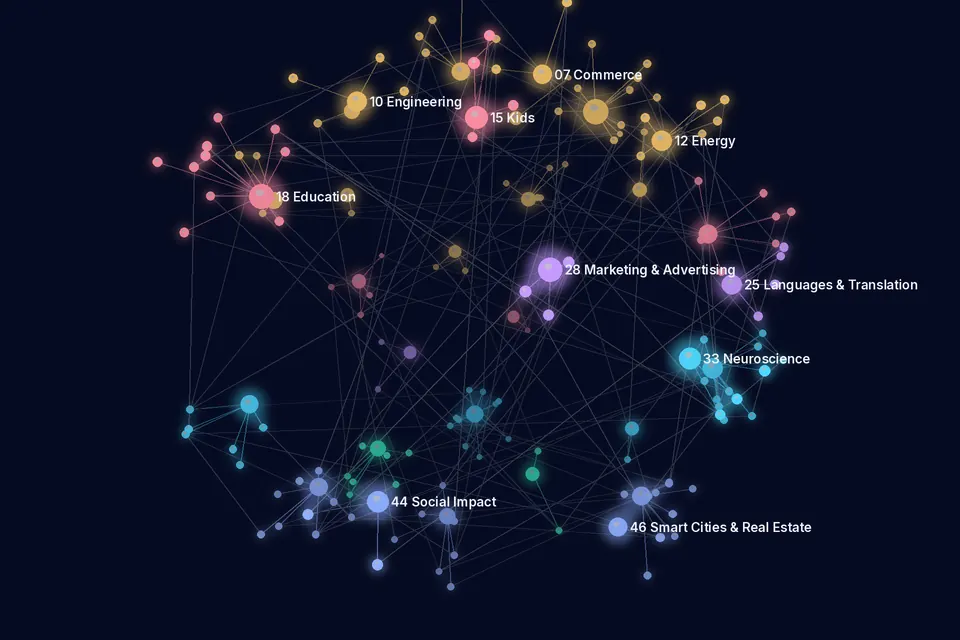 07 Commerce
10 Engineering
15 Kids
12 Energy
18 Education
28 Marketing & Advertising
25 Languages & Translation
33 Neuroscience
44 Social Impact
46 Smart Cities & Real Estate